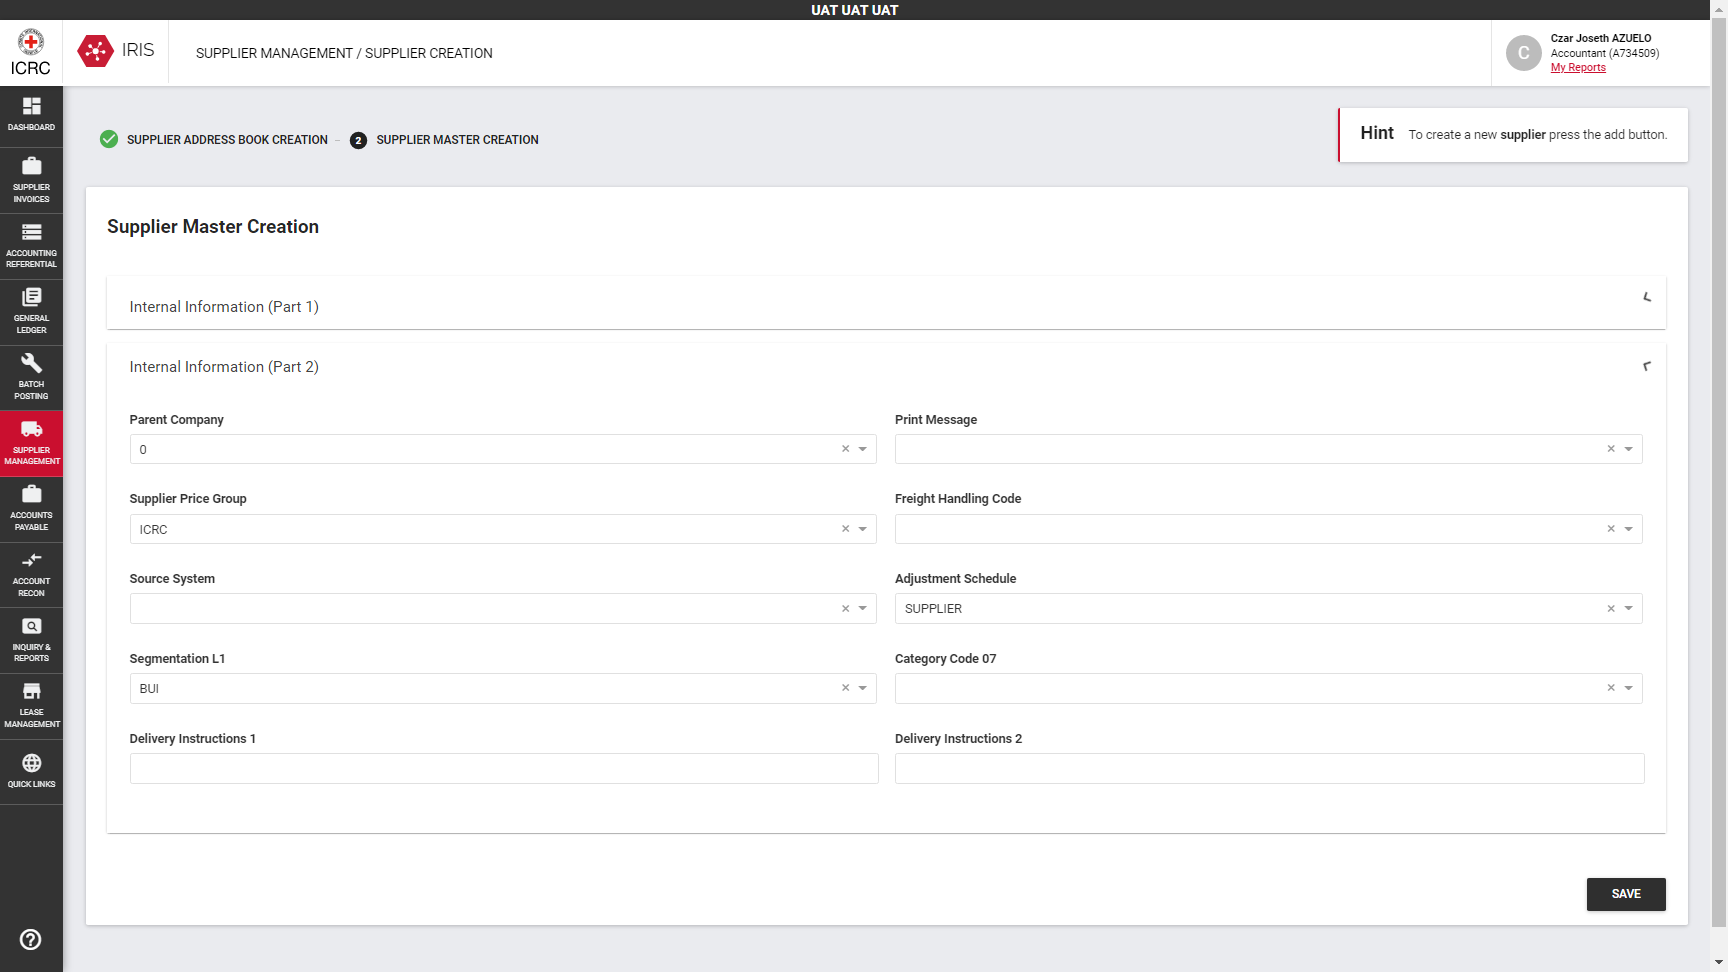 UAT UAT UAT
ICRC
IRIS
SUPPLIER MANAGEMENT / SUPPLIER CREATION
C
Czar Joseth AZUELO
Accountant (A734509)
My Reports
DASHBOARD
SUPPLIER
INVOICES
ACCOUNTING
REFERENTIAL
GENERAL
LEDGER
BATCH
POSTING
SUPPLIER
MANAGEMENT
ACCOUNTS
PAYABLE
ACCOUNT
RECON
INQUIRY &
REPORTS
LEASE
MANAGEMENT
QUICK LINKS
SUPPLIER ADDRESS BOOK CREATION
2 SUPPLIER MASTER CREATION
Hint To create a new supplier press the add button.
Supplier Master Creation
Internal Information (Part 1)
Internal Information (Part 2)
Parent Company
0
Print Message
Supplier Price Group
ICRC
Freight Handling Code
Source System
Adjustment Schedule
SUPPLIER
Segmentation L1
BUI
Category Code 07
Delivery Instructions 1
Delivery Instructions 2
SAVE